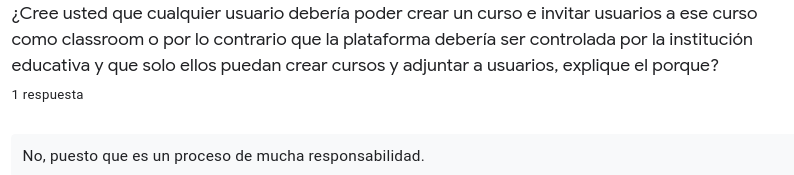 ¿Cree usted que cualquier usuario debería poder crear un curso e invitar usuarios a ese curso
como classroom o por lo contrario que la plataforma debería ser controlada por la institución
educativa y que solo ellos puedan crear cursos y adjuntar a usuarios, explique el porque?
1 respuesta
No, puesto que es un proceso de mucha responsabilidad.